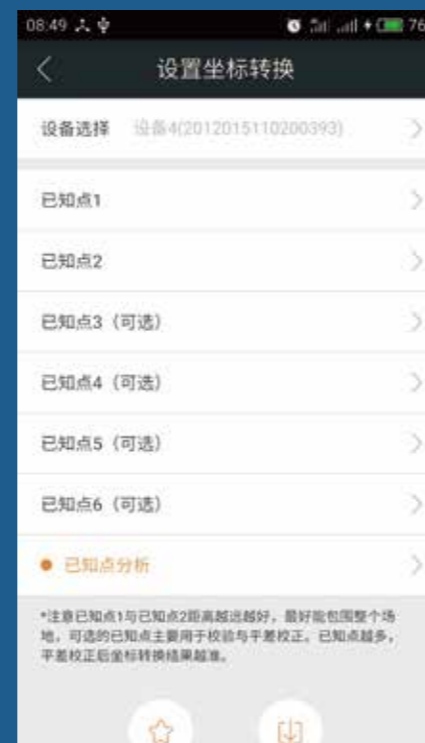 08:49
76
设置坐标转换
设备选择 设备4(2012015110200393)
已知点1
已知点2
已知点3（可选）
已知点4（可选）
已知点5（可选）
已知点6（可选）
已知点分析
*注意已知点1与已知点2距离越远越好，最好能包围整个场
地，可选的已知点主要用于校验与平差校正。已知点越多，
平差校正后坐标转换结果越准。